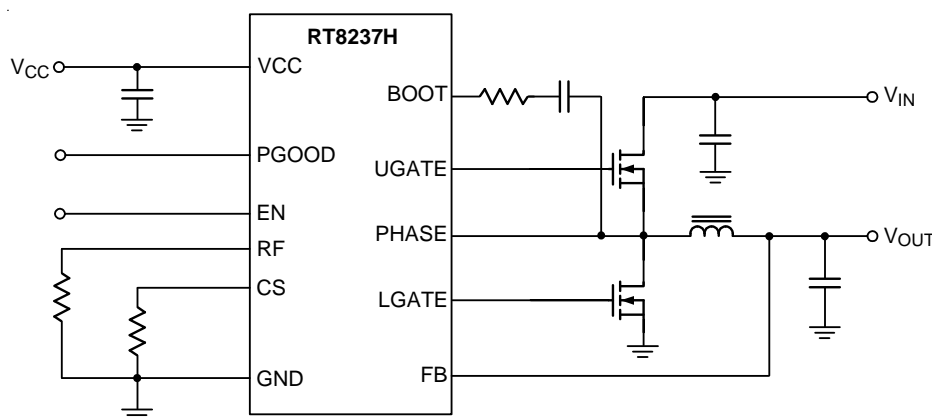 RT8237H
VCC
VCC
BOOT
VIN
PGOOD
UGATE
EN
PHASE
VOUT
RF
CS
LGATE
GND
FB